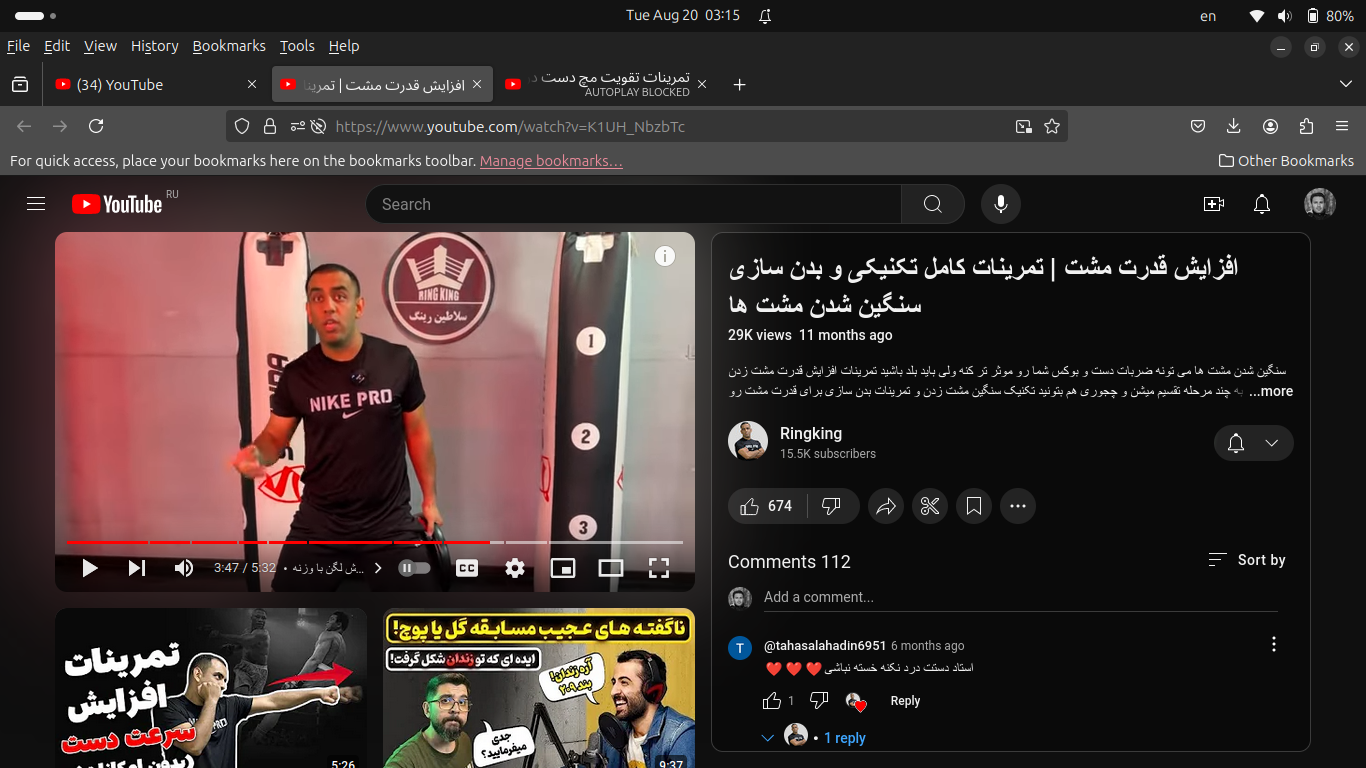 Tue Aug 20 03:15
en
80%
File Edit View History Bookmarks Tools Help
(34) YouTube
افزایش قدرت مشت | تمرینا
تمرینات تقویت مچ دست د
AUTOPLAY BLOCKED
https://www.youtube.com/watch?v=K1UH_NbzbTc
For quick access, place your bookmarks here on the bookmarks toolbar. Manage bookmarks…
Other Bookmarks
YouTube RU
Search
RING KING
سلاطین رینگ
NIKE PRO
1
2
3
3:47 / 5:32 • ش لگن با وزنه...
افزایش قدرت مشت | تمرینات کامل تکنیکی و بدن سازی
سنگین شدن مشت ها
29K views 11 months ago
سنگین شدن مشت ها می تونه ضربات دست و بوکس شما رو موثر تر کنه ولی باید بلد باشید تمرینات افزایش قدرت مشت زدن
به چند مرحله تقسیم میشن و چجوری هم بتونید تکنیک سنگین مشت زدن و تمرینات بدن سازی برای قدرت مشت رو
...more
Ringking
15.5K subscribers
674
Comments 112
Sort by
Add a comment...
T
@tahasalahadin6951 6 months ago
استاد دستت درد نکنه خسته نباشی ❤️❤️❤️
1
Reply
• 1 reply
تمرینات
افزایش
سرعت دست
بدون امکانات
5:26
ناگفته های عجیب مسابقه گل یا پوچ!
ایده ای که تو زندان شکل گرفت!
آره زندان!
بند ۲۰۹
جدی
میفرمایید؟
9:37